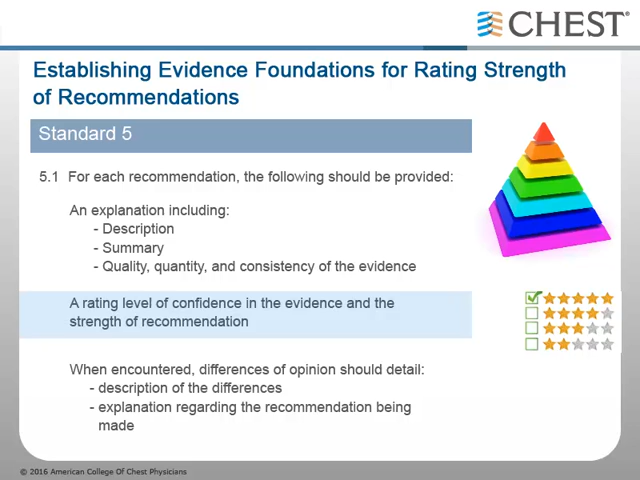 CHEST®
Establishing Evidence Foundations for Rating Strength
of Recommendations
Standard 5
5.1 For each recommendation, the following should be provided:
An explanation including:
- Description
- Summary
- Quality, quantity, and consistency of the evidence
A rating level of confidence in the evidence and the
strength of recommendation
When encountered, differences of opinion should detail:
- description of the differences
- explanation regarding the recommendation being
made
© 2016 American College Of Chest Physicians